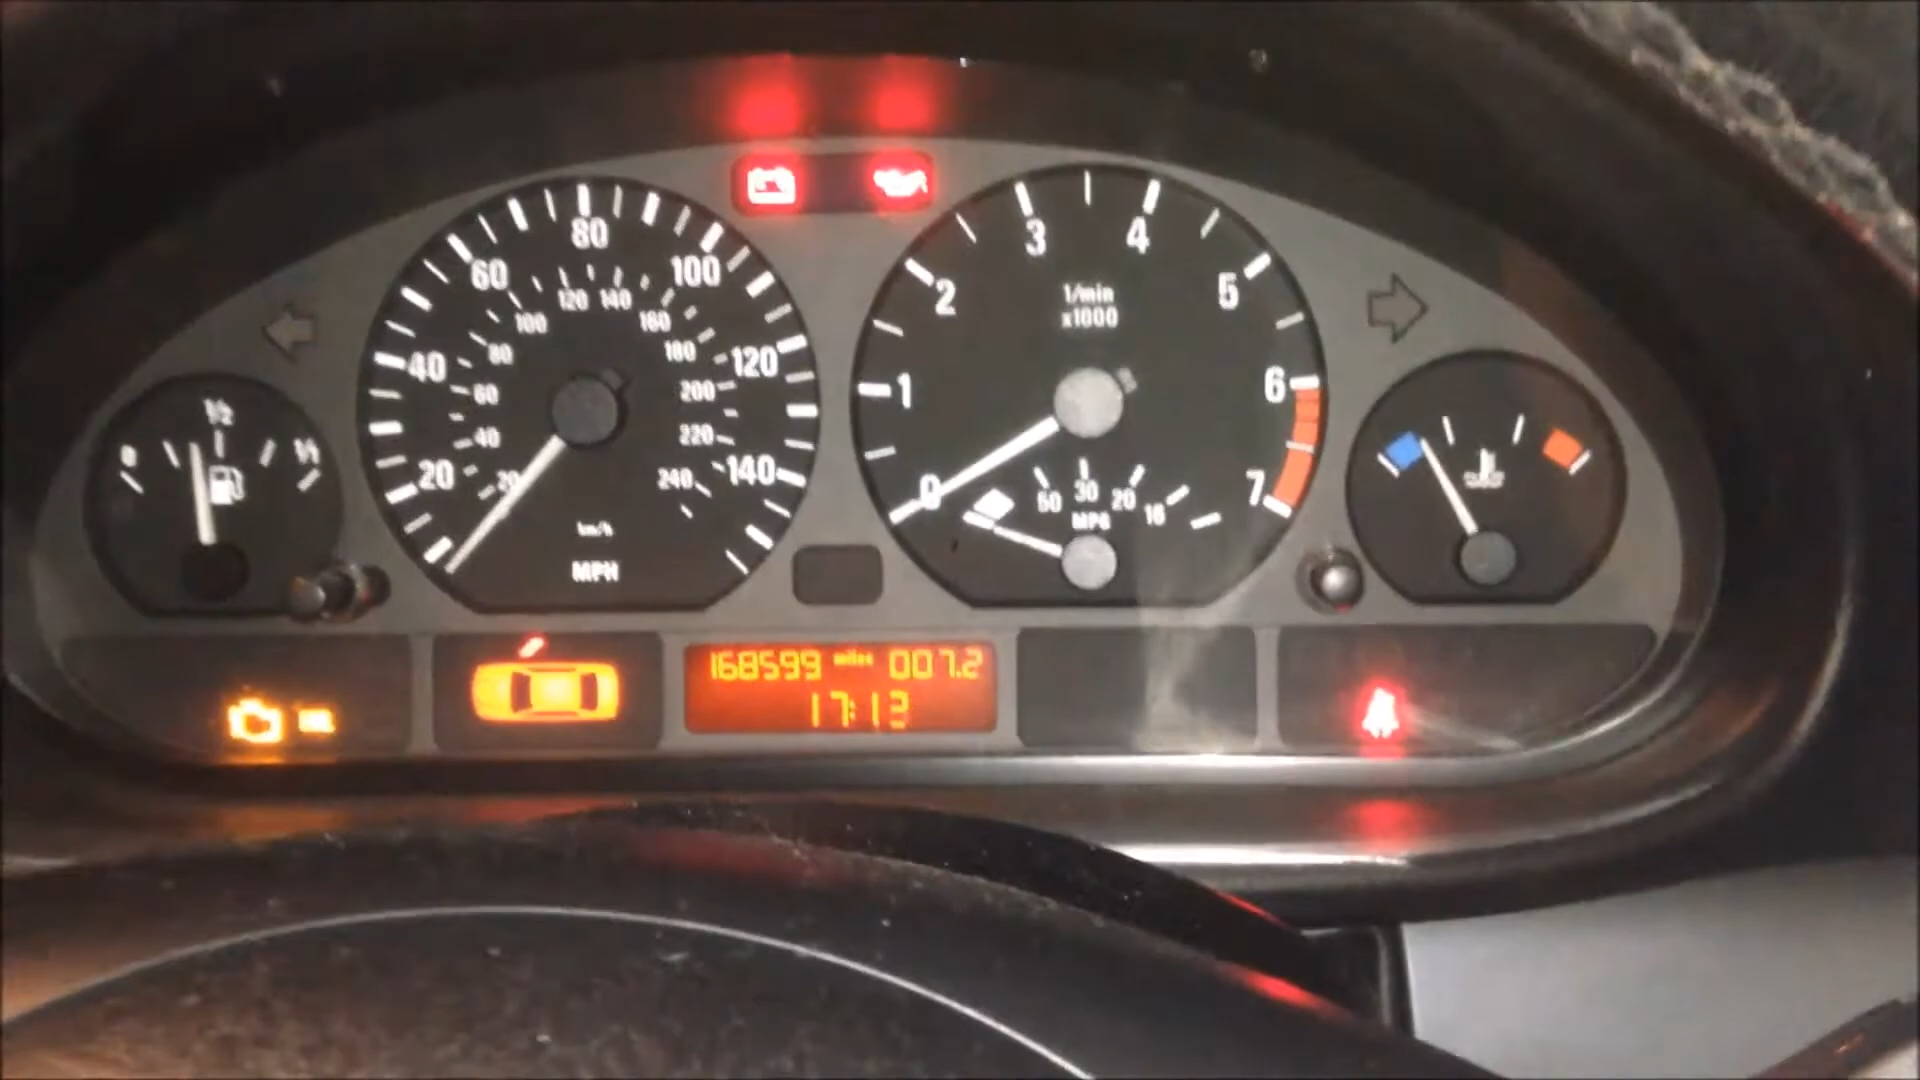 0 1/2 1/1
20 40 60 80 100 120 140
20 40 60 80 100 120 140 160 180 200 220 240
km/h
MPH
0 1 2 3 4 5 6 7
1/min
x1000
50 30 20 16
MPG
168599 miles 007.2
17:13